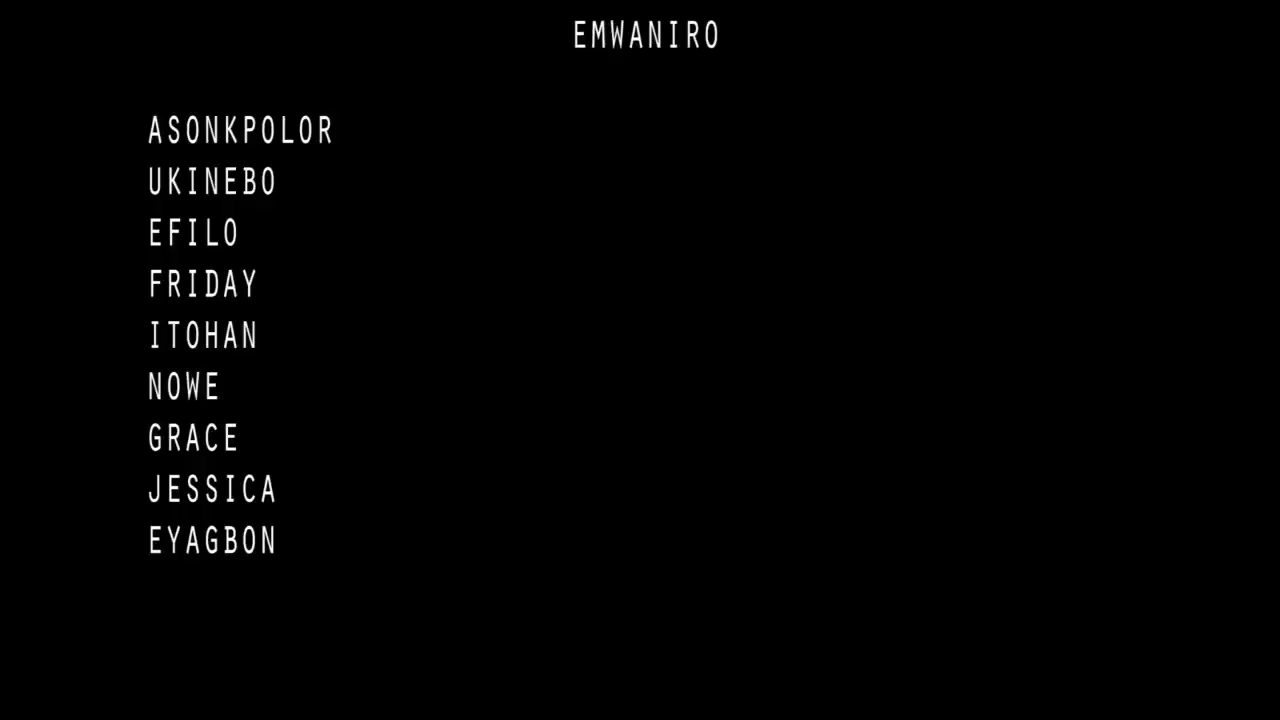 EMWANIRO
ASONKPOLOR
UKINEBO
EFILO
FRIDAY
ITOHAN
NOWE
GRACE
JESSICA
EYAGBON